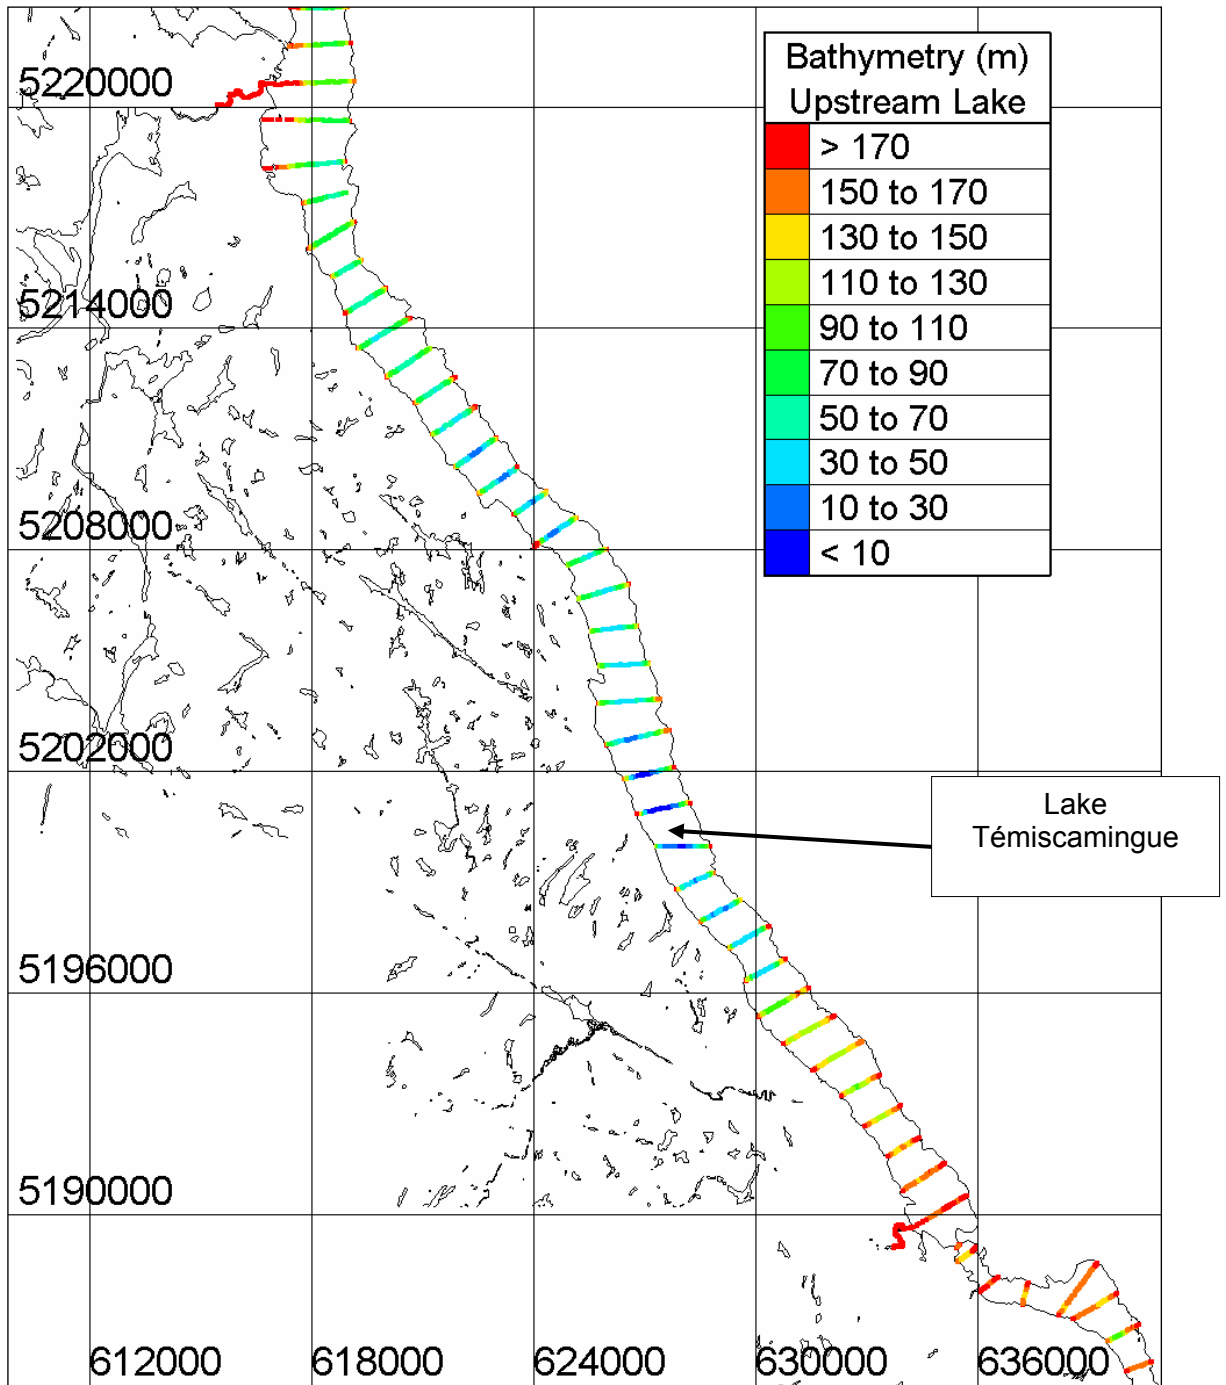 Bathymetry (m)
Upstream Lake
> 170
150 to 170
130 to 150
110 to 130
90 to 110
70 to 90
50 to 70
30 to 50
10 to 30
< 10
5220000
5214000
5208000
5202000
Lake
Témiscamingue
5196000
5190000
612000
618000
624000
630000
636000